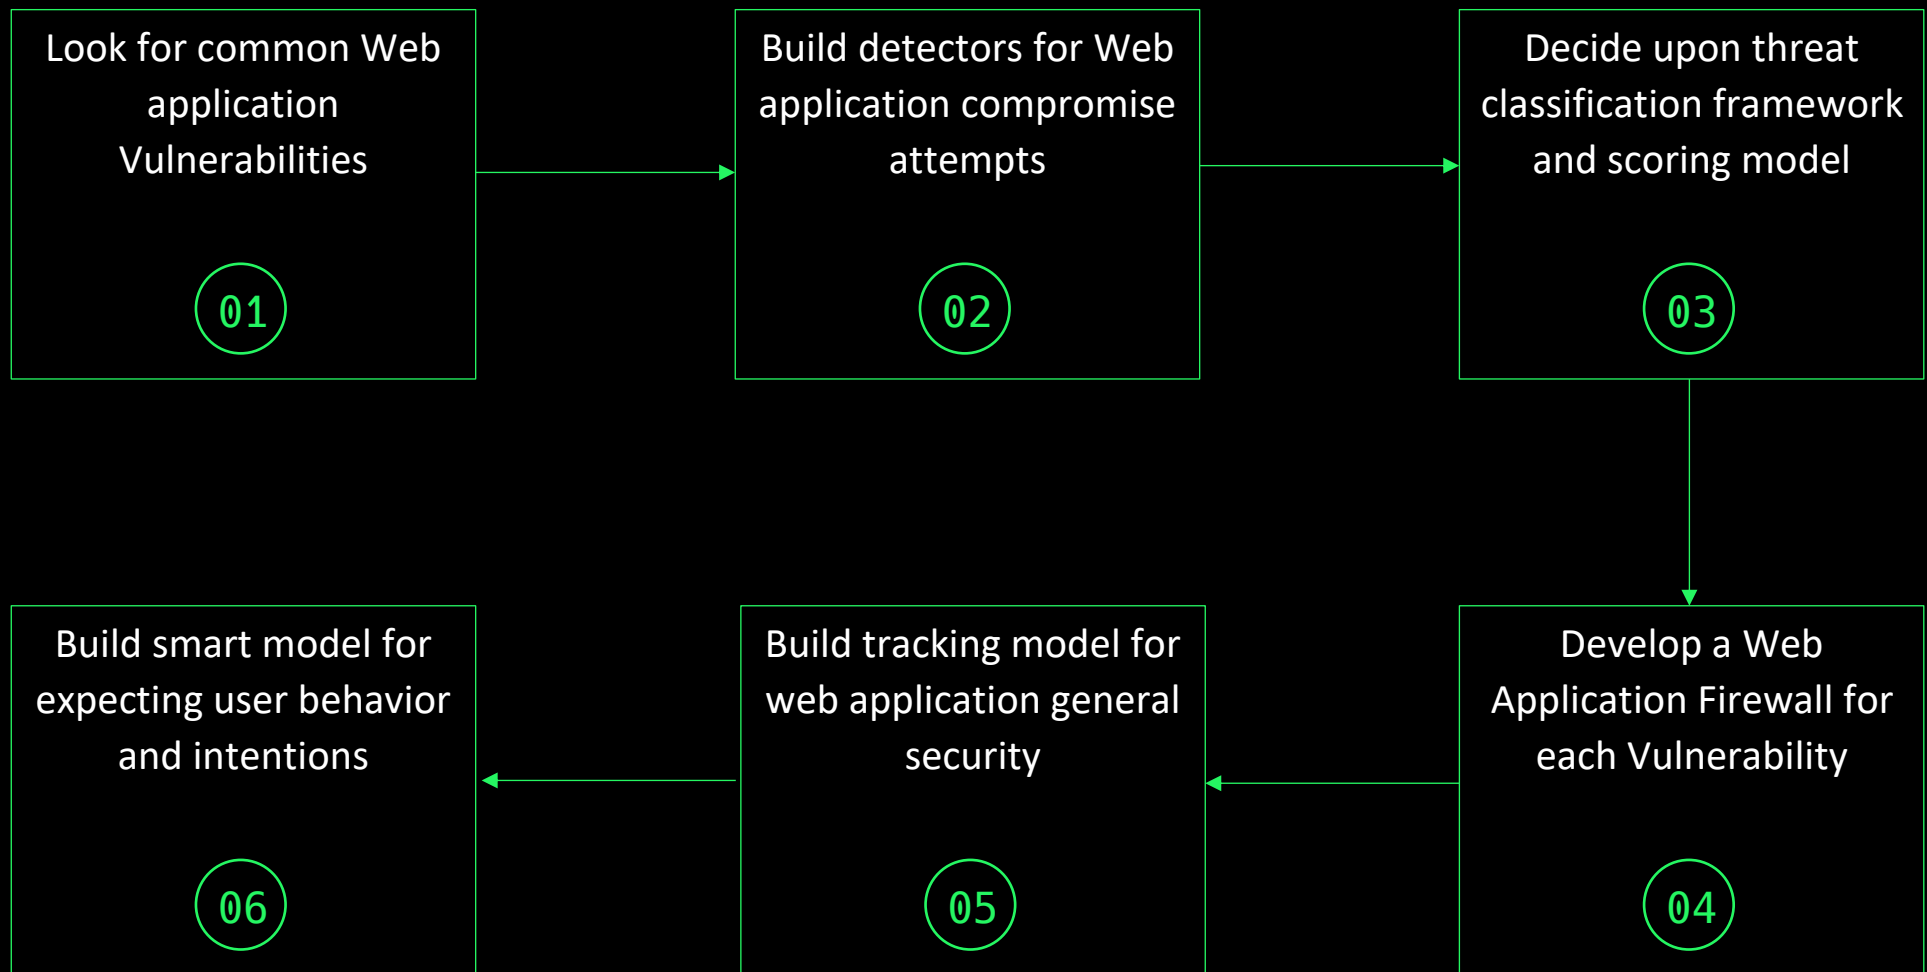 Look for common Web
application
Vulnerabilities
01
Build detectors for Web
application compromise
attempts
02
Decide upon threat
classification framework
and scoring model
03
Develop a Web
Application Firewall for
each Vulnerability
04
Build tracking model for
web application general
security
05
Build smart model for
expecting user behavior
and intentions
06